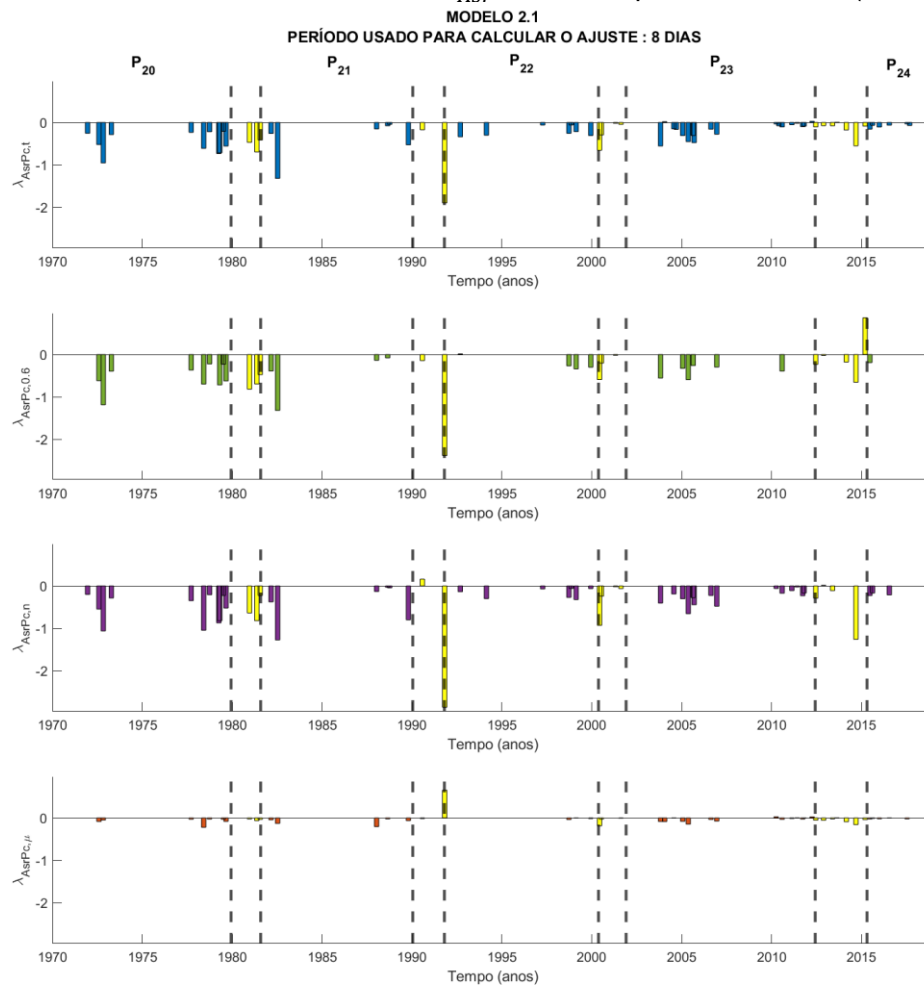 MODELO 2.1
PERÍODO USADO PARA CALCULAR O AJUSTE : 8 DIAS
P20 P21 P22 P23 P24
λAsrPc,t
0
-1
-2
1970 1975 1980 1985 1990 1995 2000 2005 2010 2015
Tempo (anos)
λAsrPc,0.6
0
-1
-2
1970 1975 1980 1985 1990 1995 2000 2005 2010 2015
Tempo (anos)
λAsrPc,n
0
-1
-2
1970 1975 1980 1985 1990 1995 2000 2005 2010 2015
Tempo (anos)
λAsrPc,μ
0
-1
-2
1970 1975 1980 1985 1990 1995 2000 2005 2010 2015
Tempo (anos)